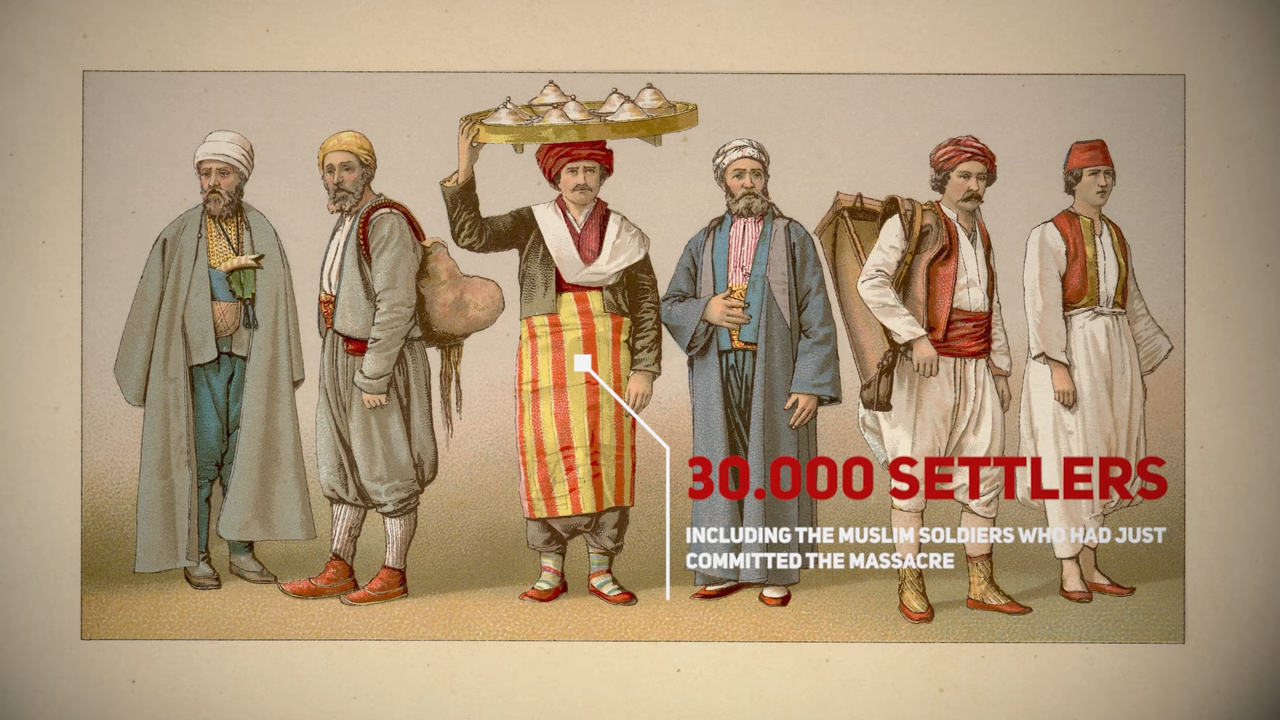 30.000 SETTLERS
INCLUDING THE MUSLIM SOLDIERS WHO HAD JUST
COMMITTED THE MASSACRE